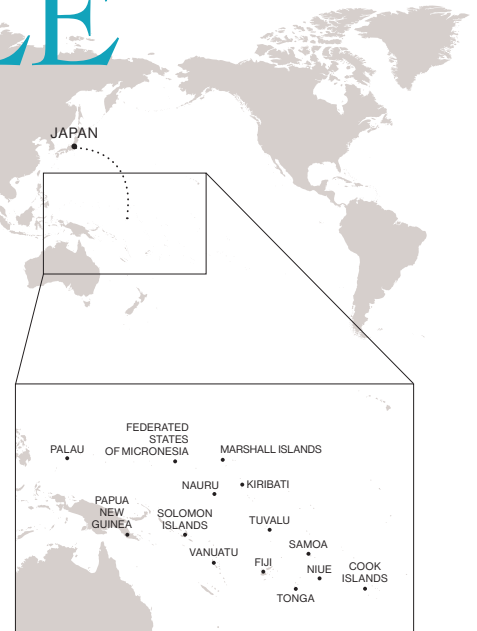 LE
JAPAN
FEDERATED
STATES
OF MICRONESIA
PALAU
MARSHALL ISLANDS
NAURU
KIRIBATI
PAPUA
NEW
GUINEA
SOLOMON
ISLANDS
TUVALU
VANUATU
SAMOA
FIJI
NIUE
COOK
ISLANDS
TONGA